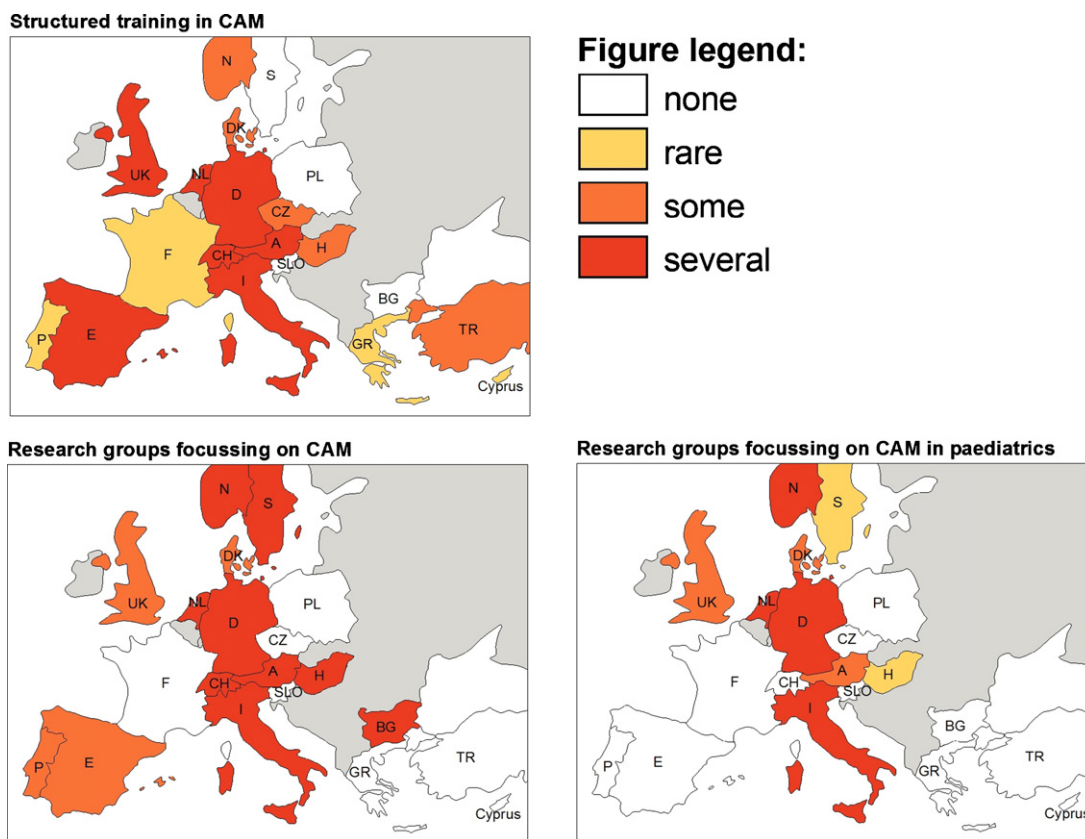 Structured training in CAM
N
S
DK
UK
NL
D
PL
CZ
F
CH
A
H
SLO
I
BG
P
E
GR
TR
Cyprus
Figure legend:
none
rare
some
several
Research groups focussing on CAM
N
S
DK
UK
NL
D
PL
CZ
F
CH
A
H
SLO
I
BG
P
E
GR
TR
Cyprus
Research groups focussing on CAM in paediatrics
N
S
DK
UK
NL
D
PL
CZ
F
CH
A
H
SLO
I
BG
P
E
GR
TR
Cyprus